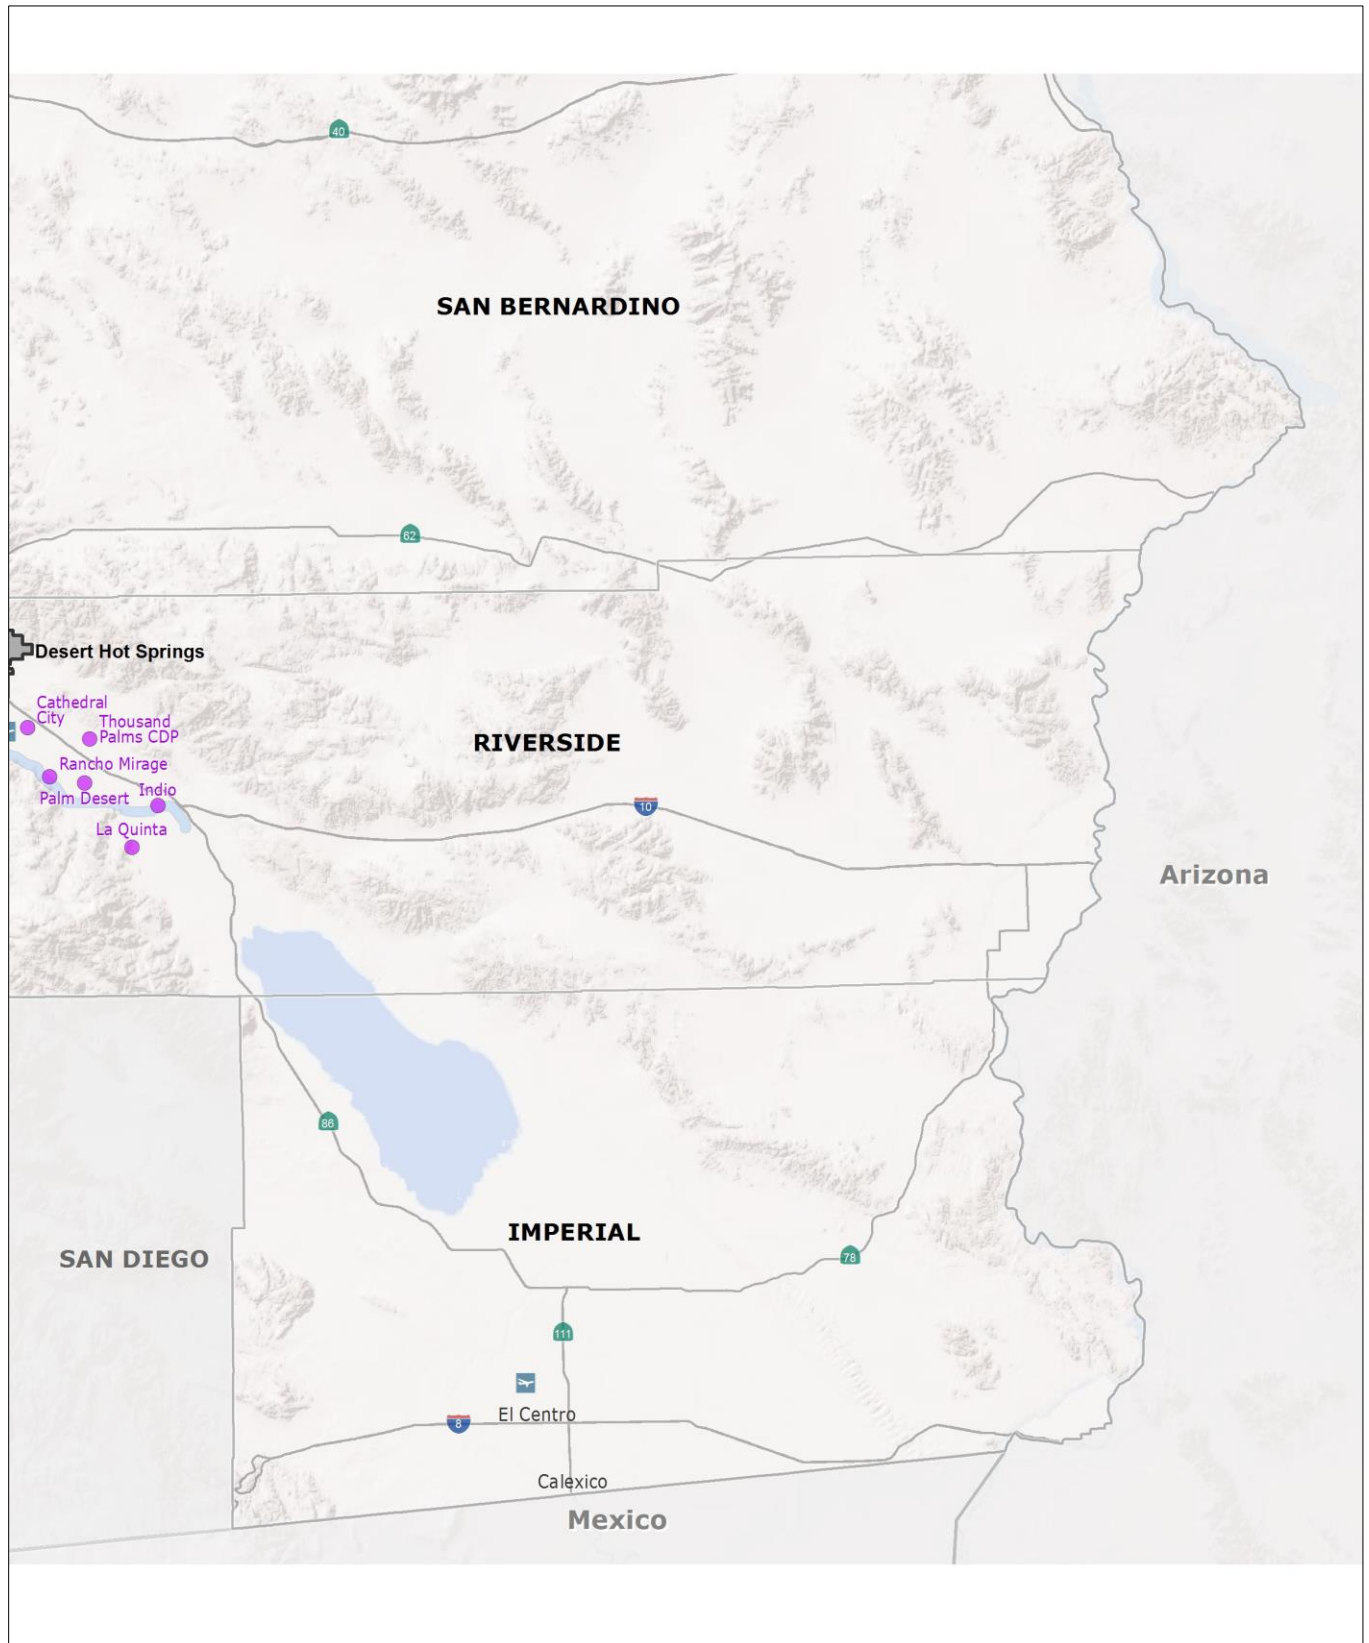 40
SAN BERNARDINO
62
Desert Hot Springs
Cathedral
City
Thousand
Palms CDP
Rancho Mirage
Palm Desert
Indio
La Quinta
RIVERSIDE
10
Arizona
86
IMPERIAL
SAN DIEGO
78
111
El Centro
8
Calexico
Mexico